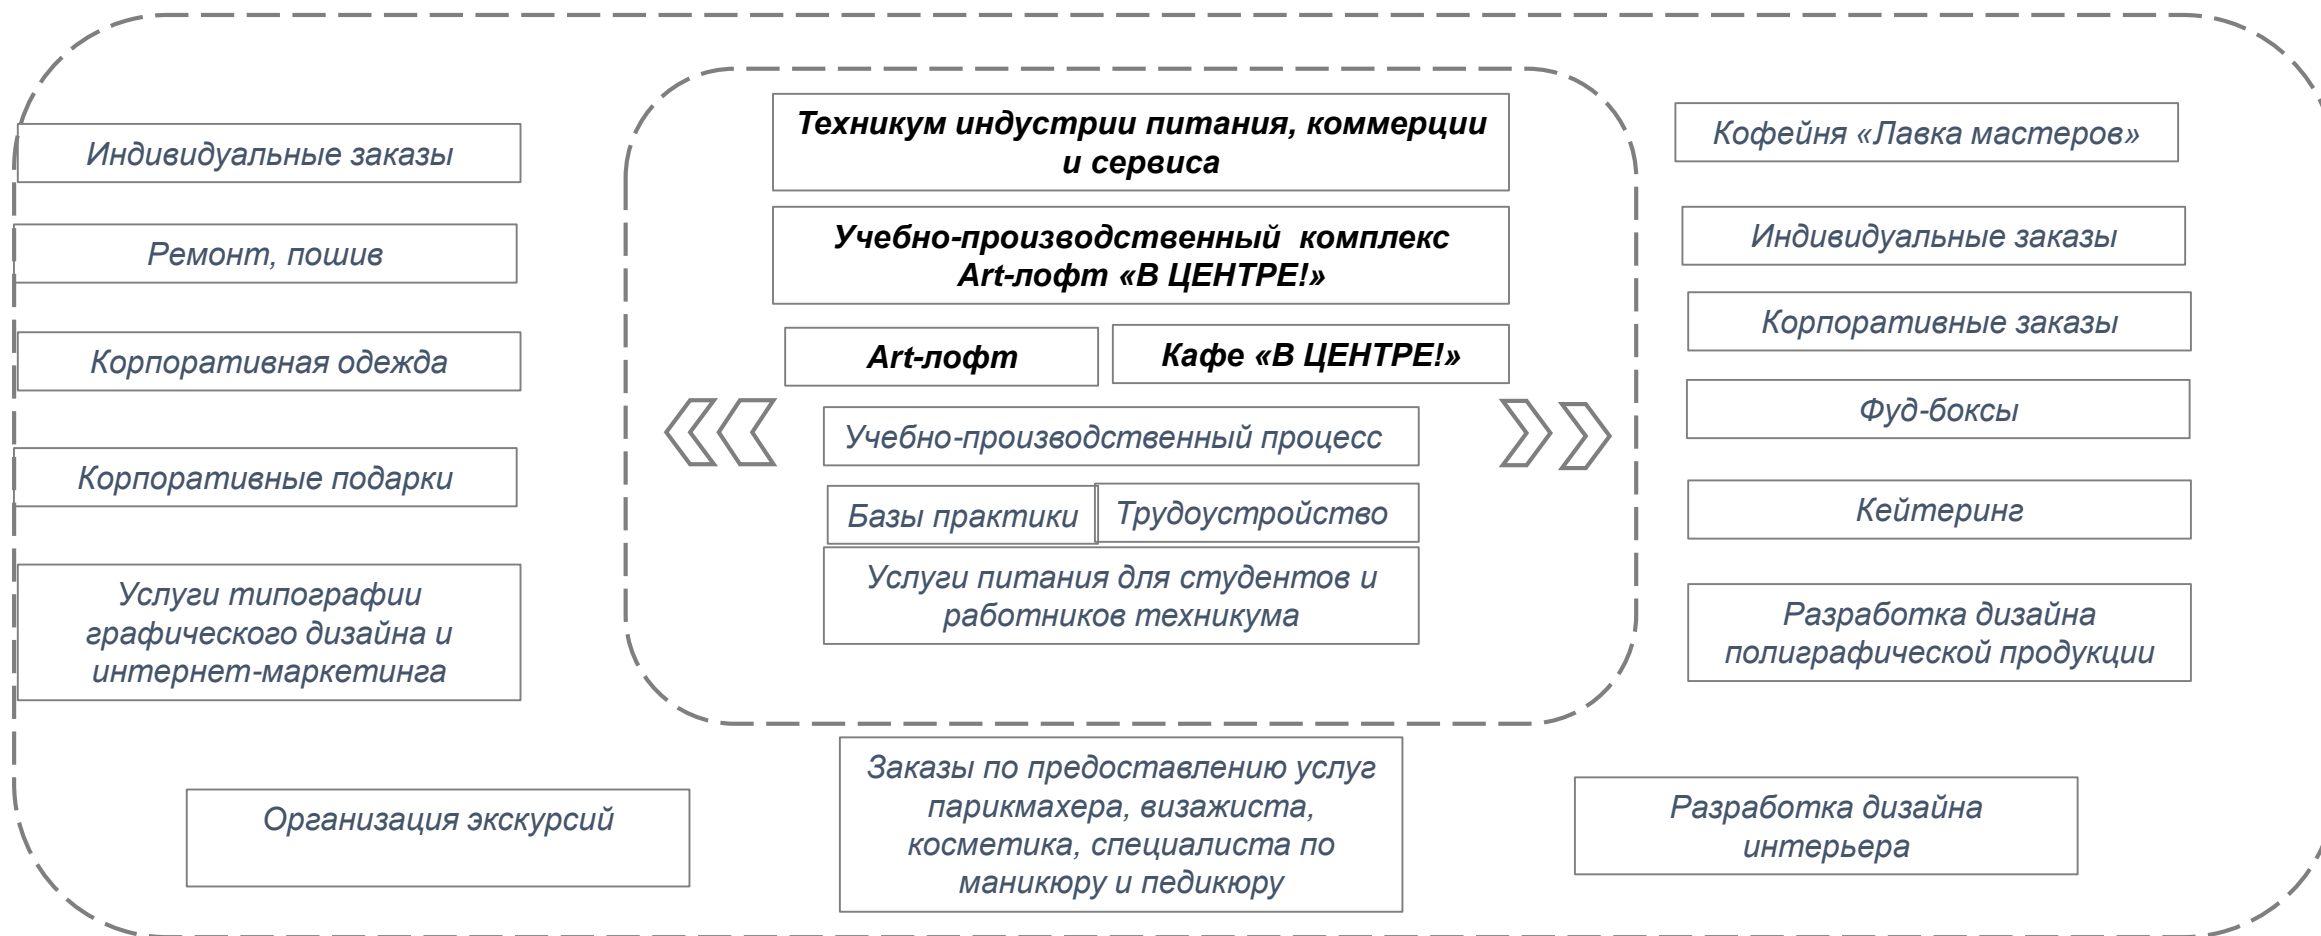 Индивидуальные заказы
Ремонт, пошив
Корпоративная одежда
Корпоративные подарки
Услуги типографии
графического дизайна и
интернет-маркетинга
Техникум индустрии питания, коммерции
и сервиса
Учебно-производственный комплекс
Art-лофт «В ЦЕНТРЕ!»
Art-лофт
Кафе «В ЦЕНТРЕ!»
Учебно-производственный процесс
Базы практики
Трудоустройство
Услуги питания для студентов и
работников техникума
Кофейня «Лавка мастеров»
Индивидуальные заказы
Корпоративные заказы
Фуд-боксы
Кейтеринг
Разработка дизайна
полиграфической продукции
Организация экскурсий
Заказы по предоставлению услуг
парикмахера, визажиста,
косметика, специалиста по
маникюру и педикюру
Разработка дизайна
интерьера